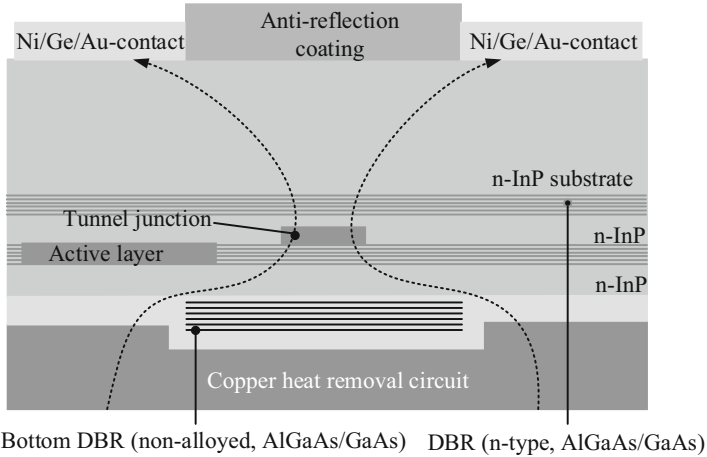 Anti-reflection
coating
Ni/Ge/Au-contact
Ni/Ge/Au-contact
n-InP substrate
Tunnel junction
n-InP
Active layer
n-InP
Copper heat removal circuit
Bottom DBR (non-alloyed, AlGaAs/GaAs)
DBR (n-type, AlGaAs/GaAs)